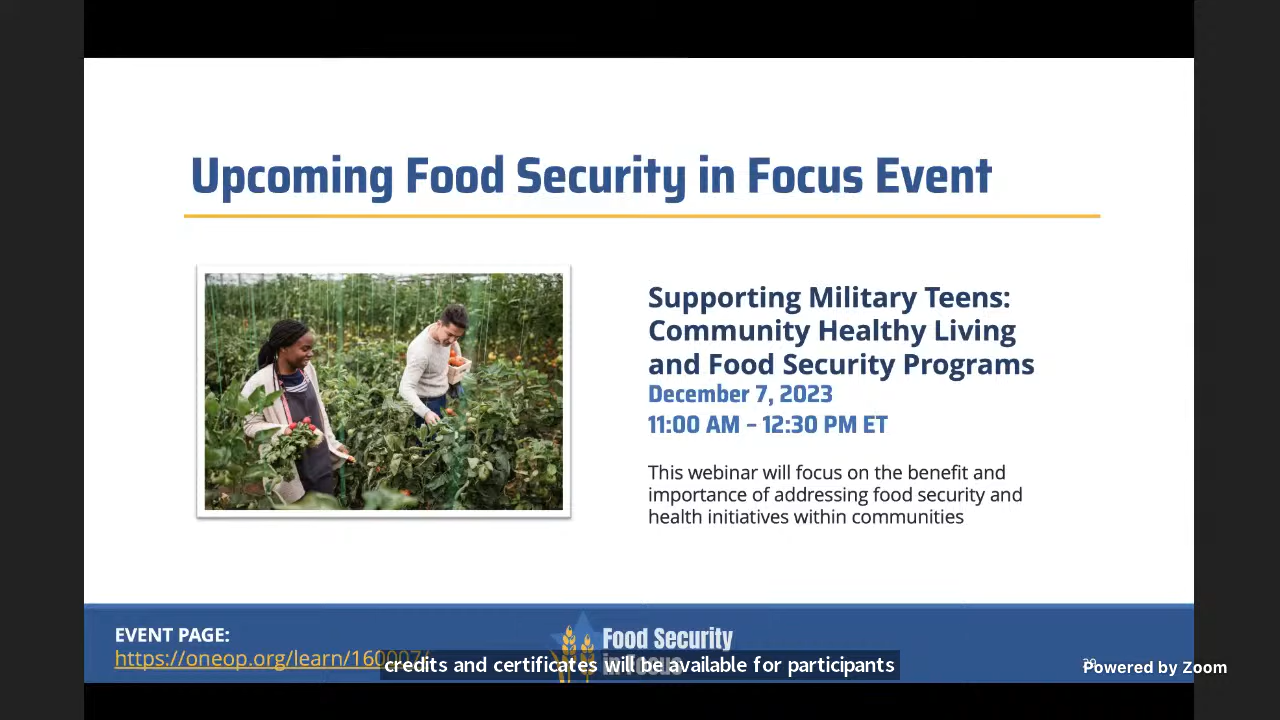 Upcoming Food Security in Focus Event
Supporting Military Teens:
Community Healthy Living
and Food Security Programs
December 7, 2023
11:00 AM – 12:30 PM ET
This webinar will focus on the benefit and
importance of addressing food security and
health initiatives within communities
EVENT PAGE:
https://oneop.org/learn/160007/
Food Security
in Focus
credits and certificates will be available for participants
Powered by Zoom